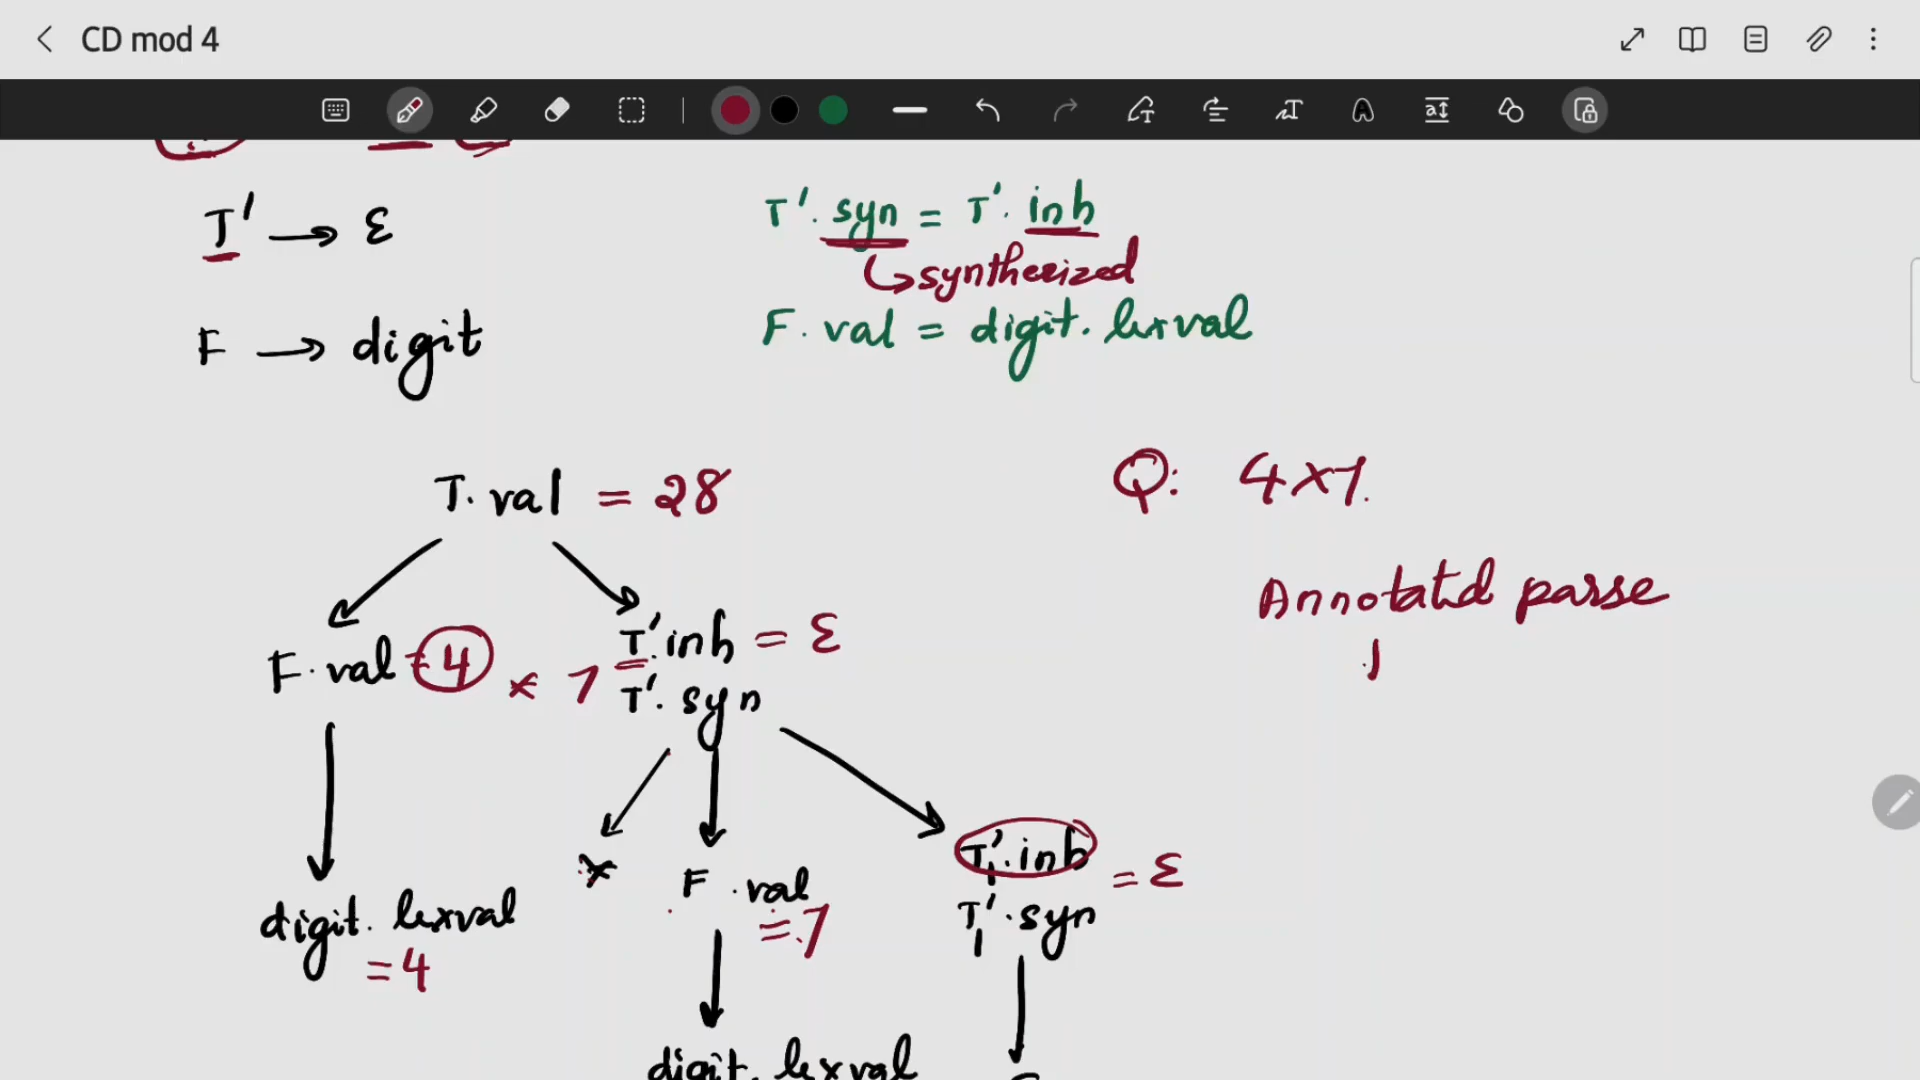 CD mod 4
T' → ε
T'. syn = T'. inh
↳synthesized
F → digit
F. val = digit. lexval
T. val = 28
Q: 4×7.
Annotated parse
F. val = 4 * 7
T'.inh = ε
T'. syn
*
F .val
= 7
T₁'.inh
T₁'.syn
= ε
digit. lexval
= 4
digit. lexval